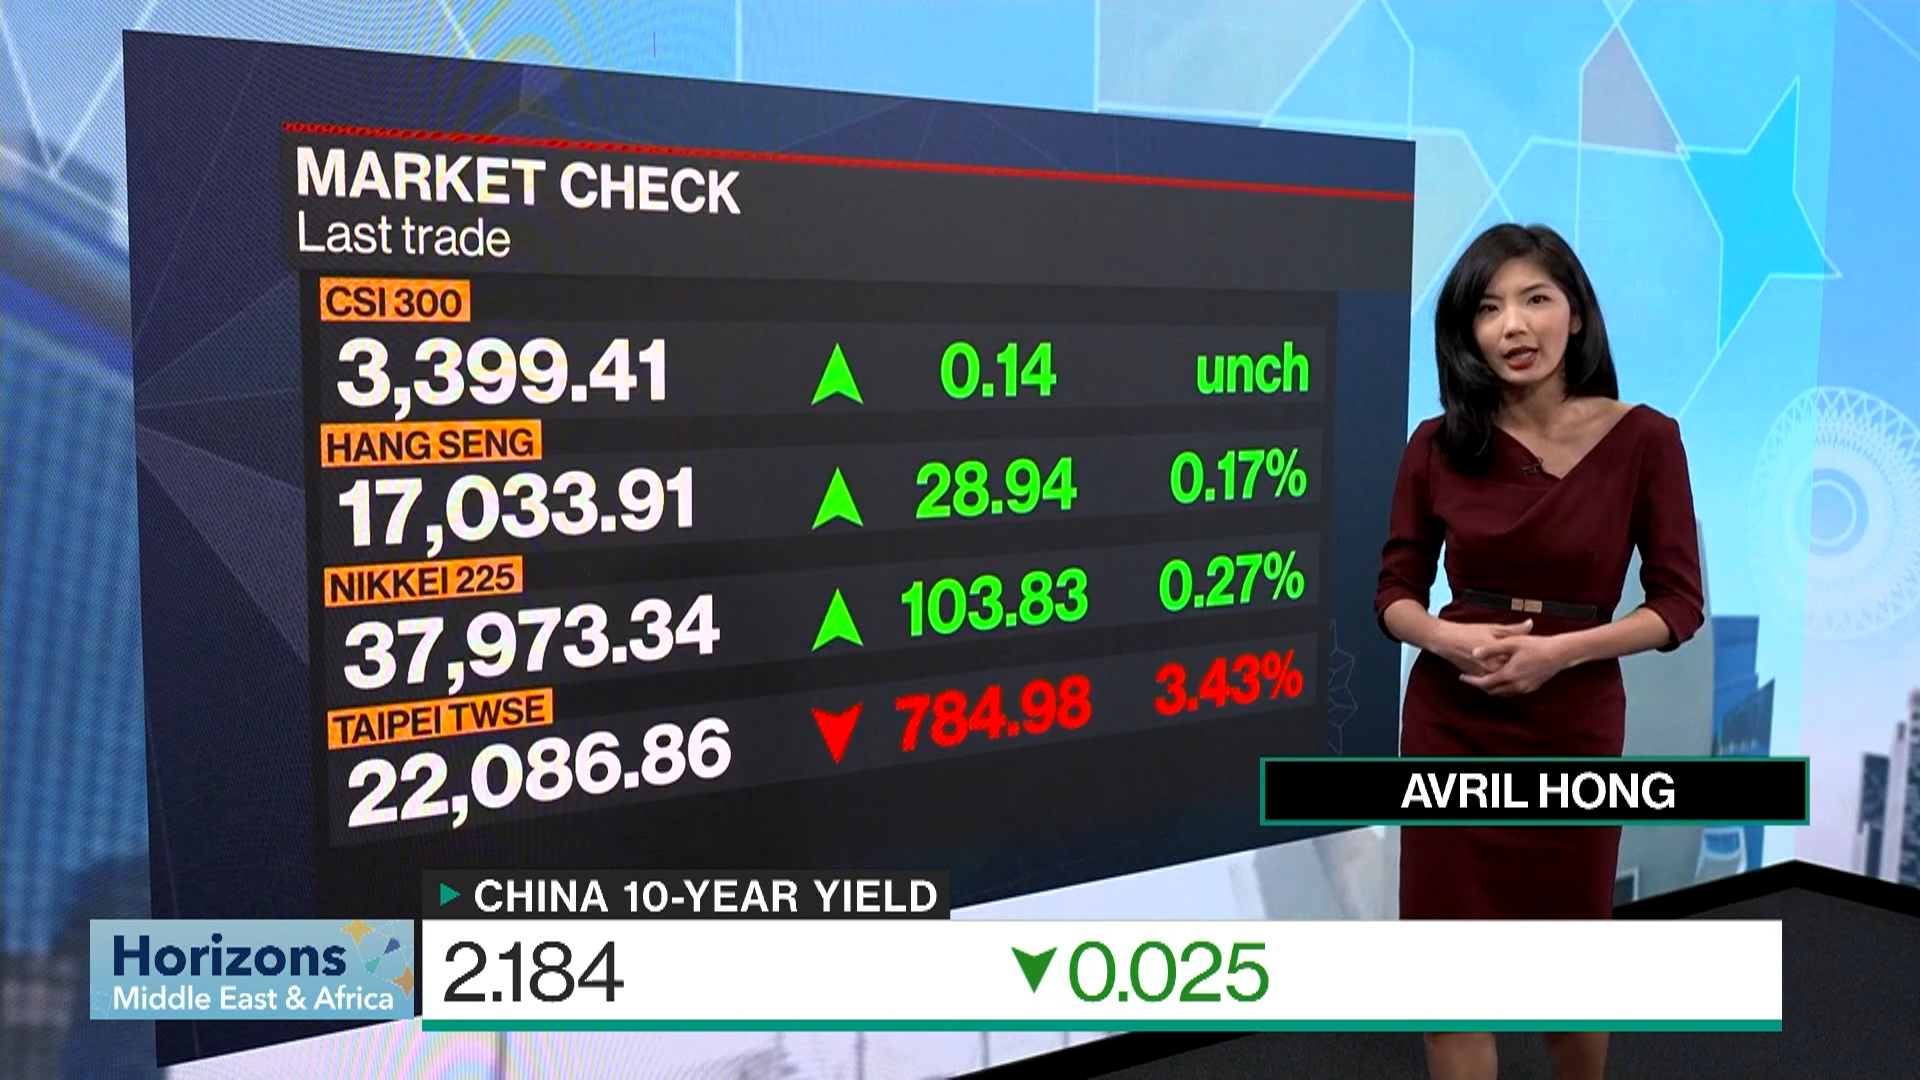 MARKET CHECK
Last trade
CSI 300
3,399.41 0.14 unch
HANG SENG
17,033.91 28.94 0.17%
NIKKEI 225
37,973.34 103.83 0.27%
TAIPEI TWSE
22,086.86 784.98 3.43%
AVRIL HONG
CHINA 10-YEAR YIELD
2.184 0.025
Horizons
Middle East & Africa